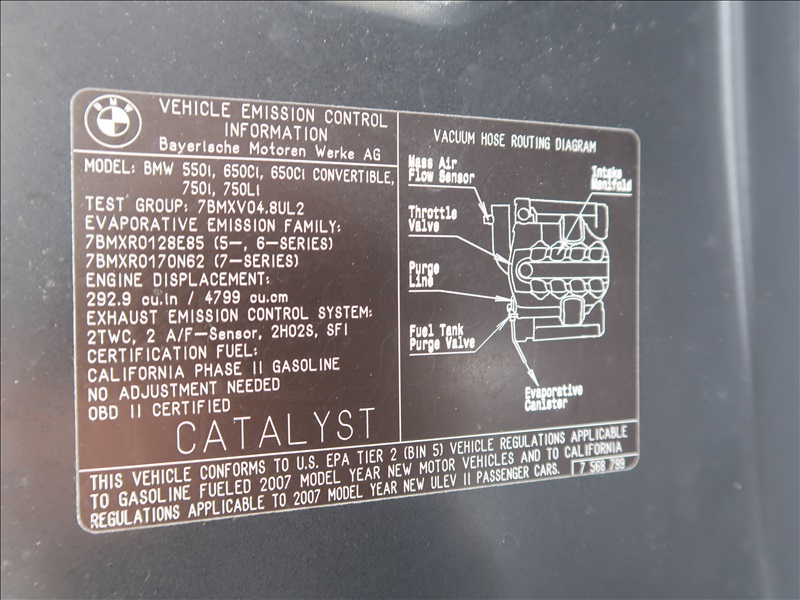 BMW
VEHICLE EMISSION CONTROL
INFORMATION
Bayerische Motoren Werke AG
MODEL: BMW 550i, 650Ci, 650Ci CONVERTIBLE,
750i, 750Li
TEST GROUP: 7BMXV04.8UL2
EVAPORATIVE EMISSION FAMILY:
7BMXR0128E85 (5-, 6-SERIES)
7BMXR0170N62 (7-SERIES)
ENGINE DISPLACEMENT:
292.9 cu.in / 4799 cu.cm
EXHAUST EMISSION CONTROL SYSTEM:
2TWC, 2 A/F-Sensor, 2HO2S, SFI
CERTIFICATION FUEL:
CALIFORNIA PHASE II GASOLINE
NO ADJUSTMENT NEEDED
OBD II CERTIFIED
CATALYST
VACUUM HOSE ROUTING DIAGRAM
Mass Air
Flow Sensor
Intake
Manifold
Throttle
Valve
Purge
Line
Fuel Tank
Purge Valve
Evaporative
Canister
THIS VEHICLE CONFORMS TO U.S. EPA TIER 2 (BIN 5) VEHICLE REGULATIONS APPLICABLE
TO GASOLINE FUELED 2007 MODEL YEAR NEW MOTOR VEHICLES AND TO CALIFORNIA
REGULATIONS APPLICABLE TO 2007 MODEL YEAR NEW ULEV II PASSENGER CARS. 7 568 799